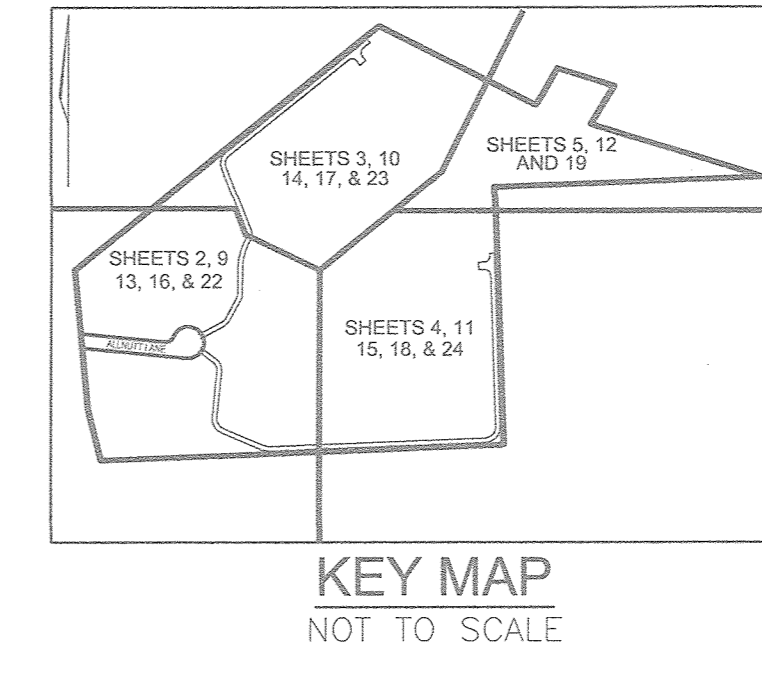 SHEETS 3, 10
14, 17, & 23
SHEETS 5, 12
AND 19
SHEETS 2, 9
13, 16, & 22
SHEETS 4, 11
15, 18, & 24
ALLNUTT LANE
KEY MAP
NOT TO SCALE